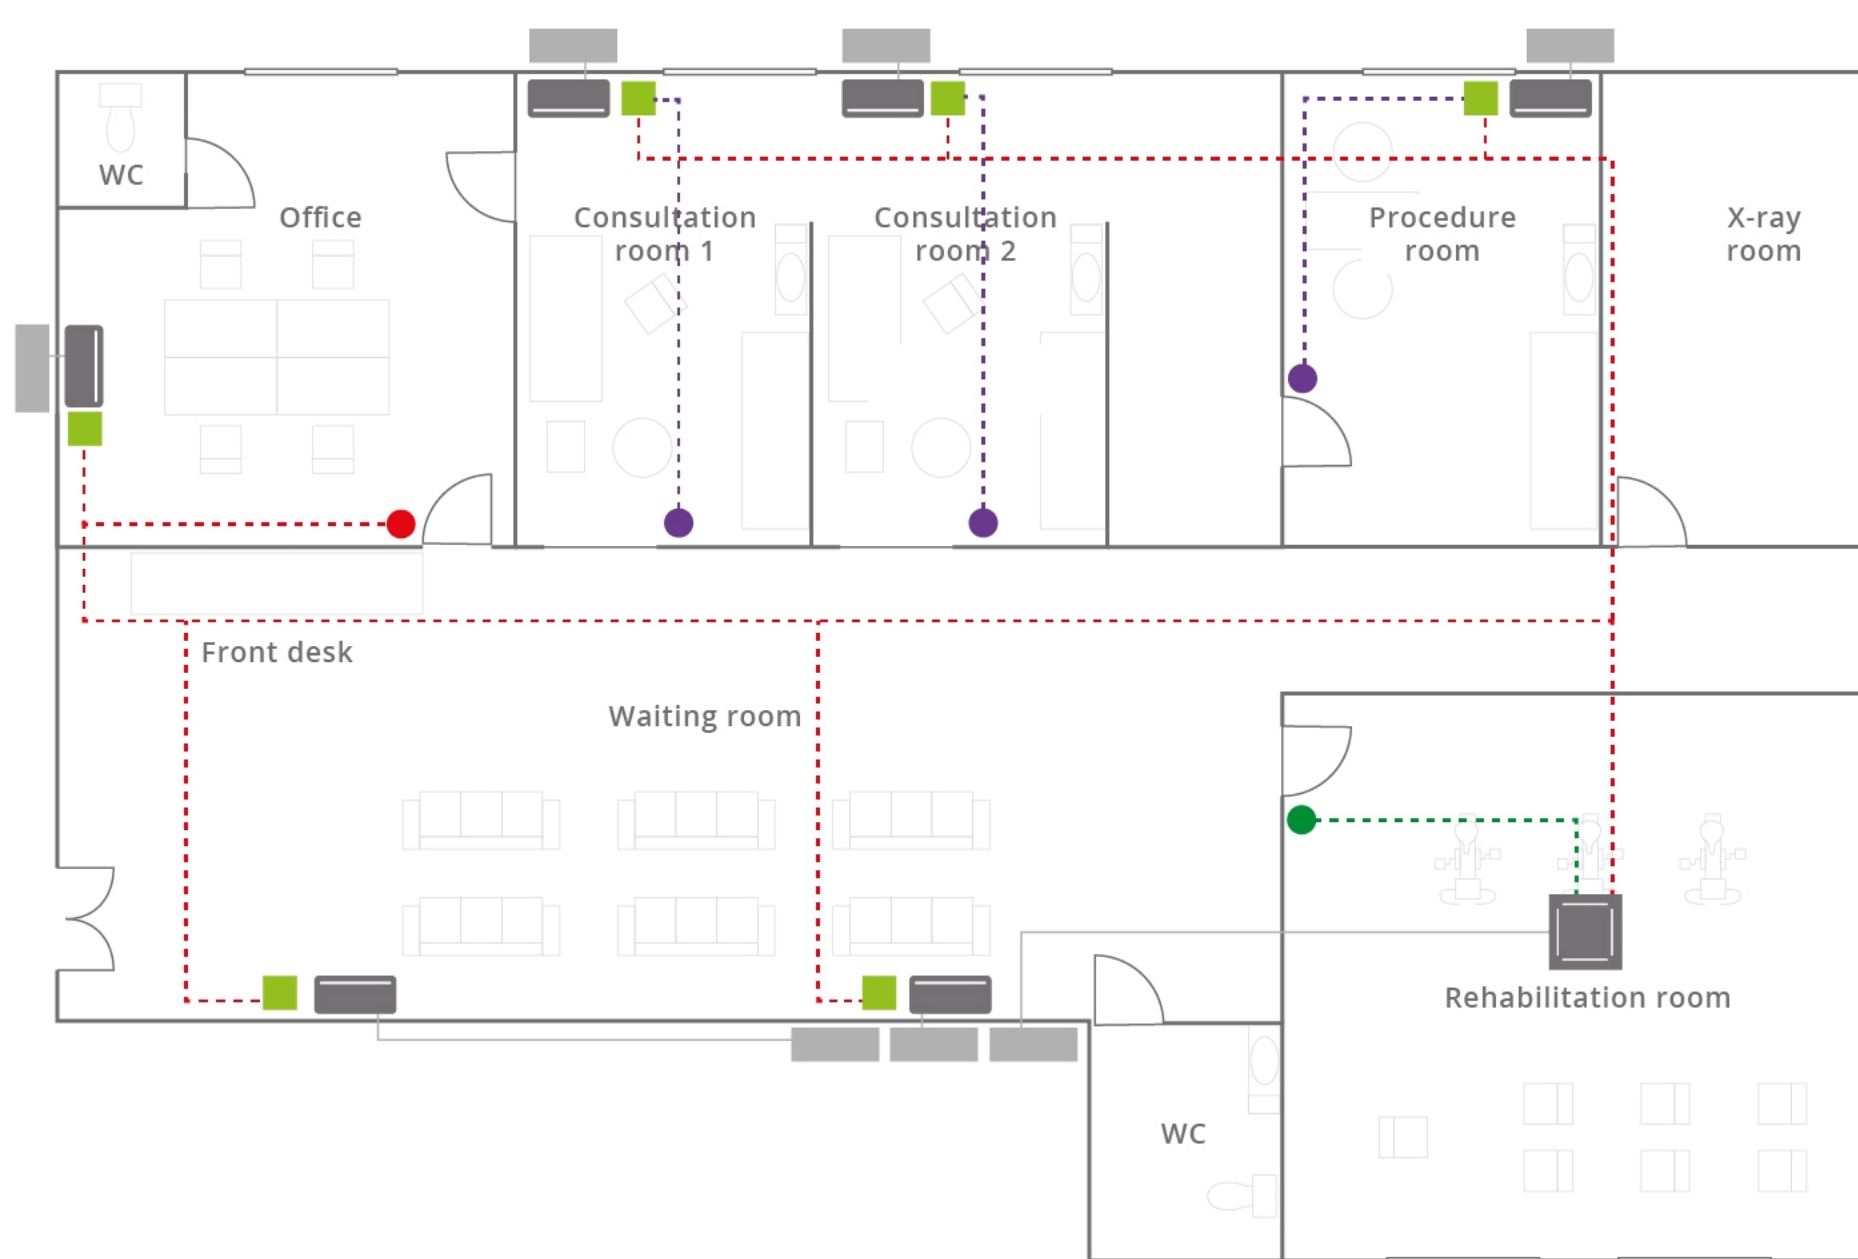 WC
Office
Consultation
room 1
Consultation
room 2
Procedure
room
X-ray
room
Front desk
Waiting room
Rehabilitation room
WC